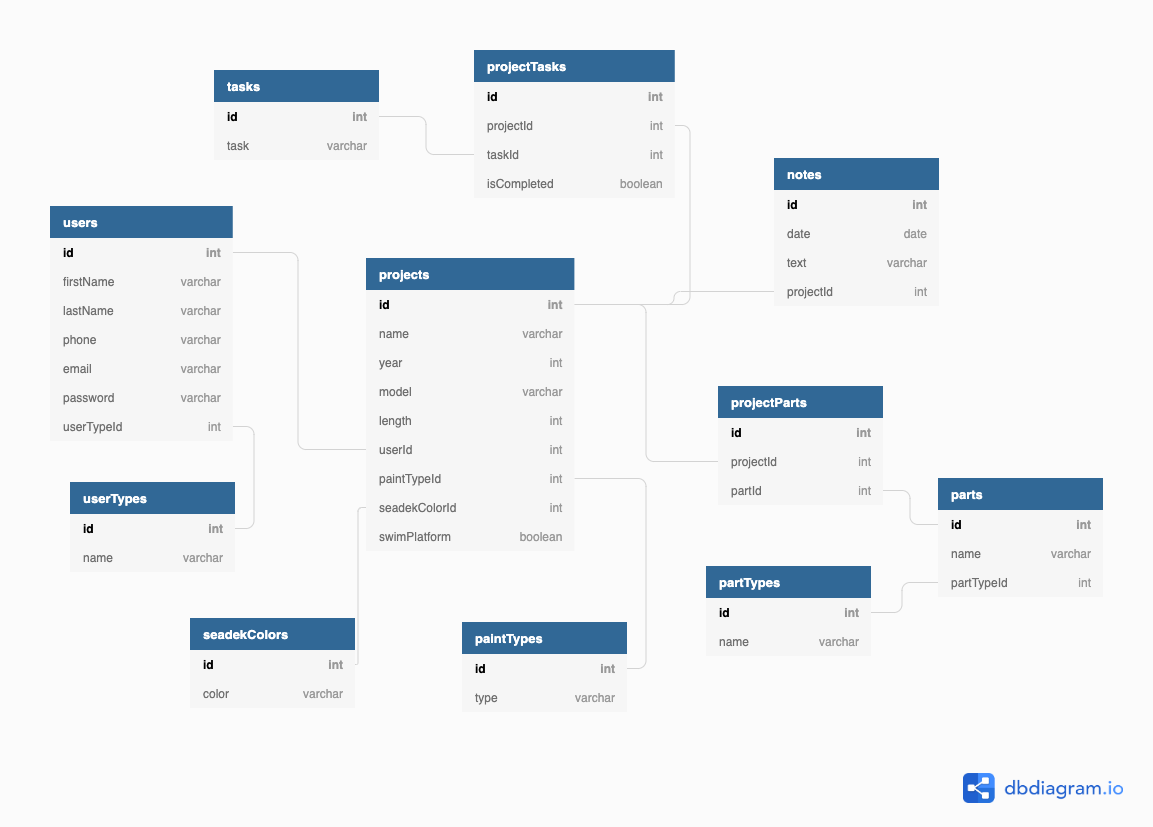 projectTasks
id int
projectId int
taskId int
isCompleted boolean
tasks
id int
task varchar
notes
id int
date date
text varchar
projectId int
users
id int
firstName varchar
lastName varchar
phone varchar
email varchar
password varchar
userTypeId int
projects
id int
name varchar
year int
model varchar
length int
userId int
paintTypeId int
seadekColorId int
swimPlatform boolean
projectParts
id int
projectId int
partId int
userTypes
id int
name varchar
parts
id int
name varchar
partTypeId int
partTypes
id int
name varchar
seadekColors
id int
color varchar
paintTypes
id int
type varchar
dbdiagram.io